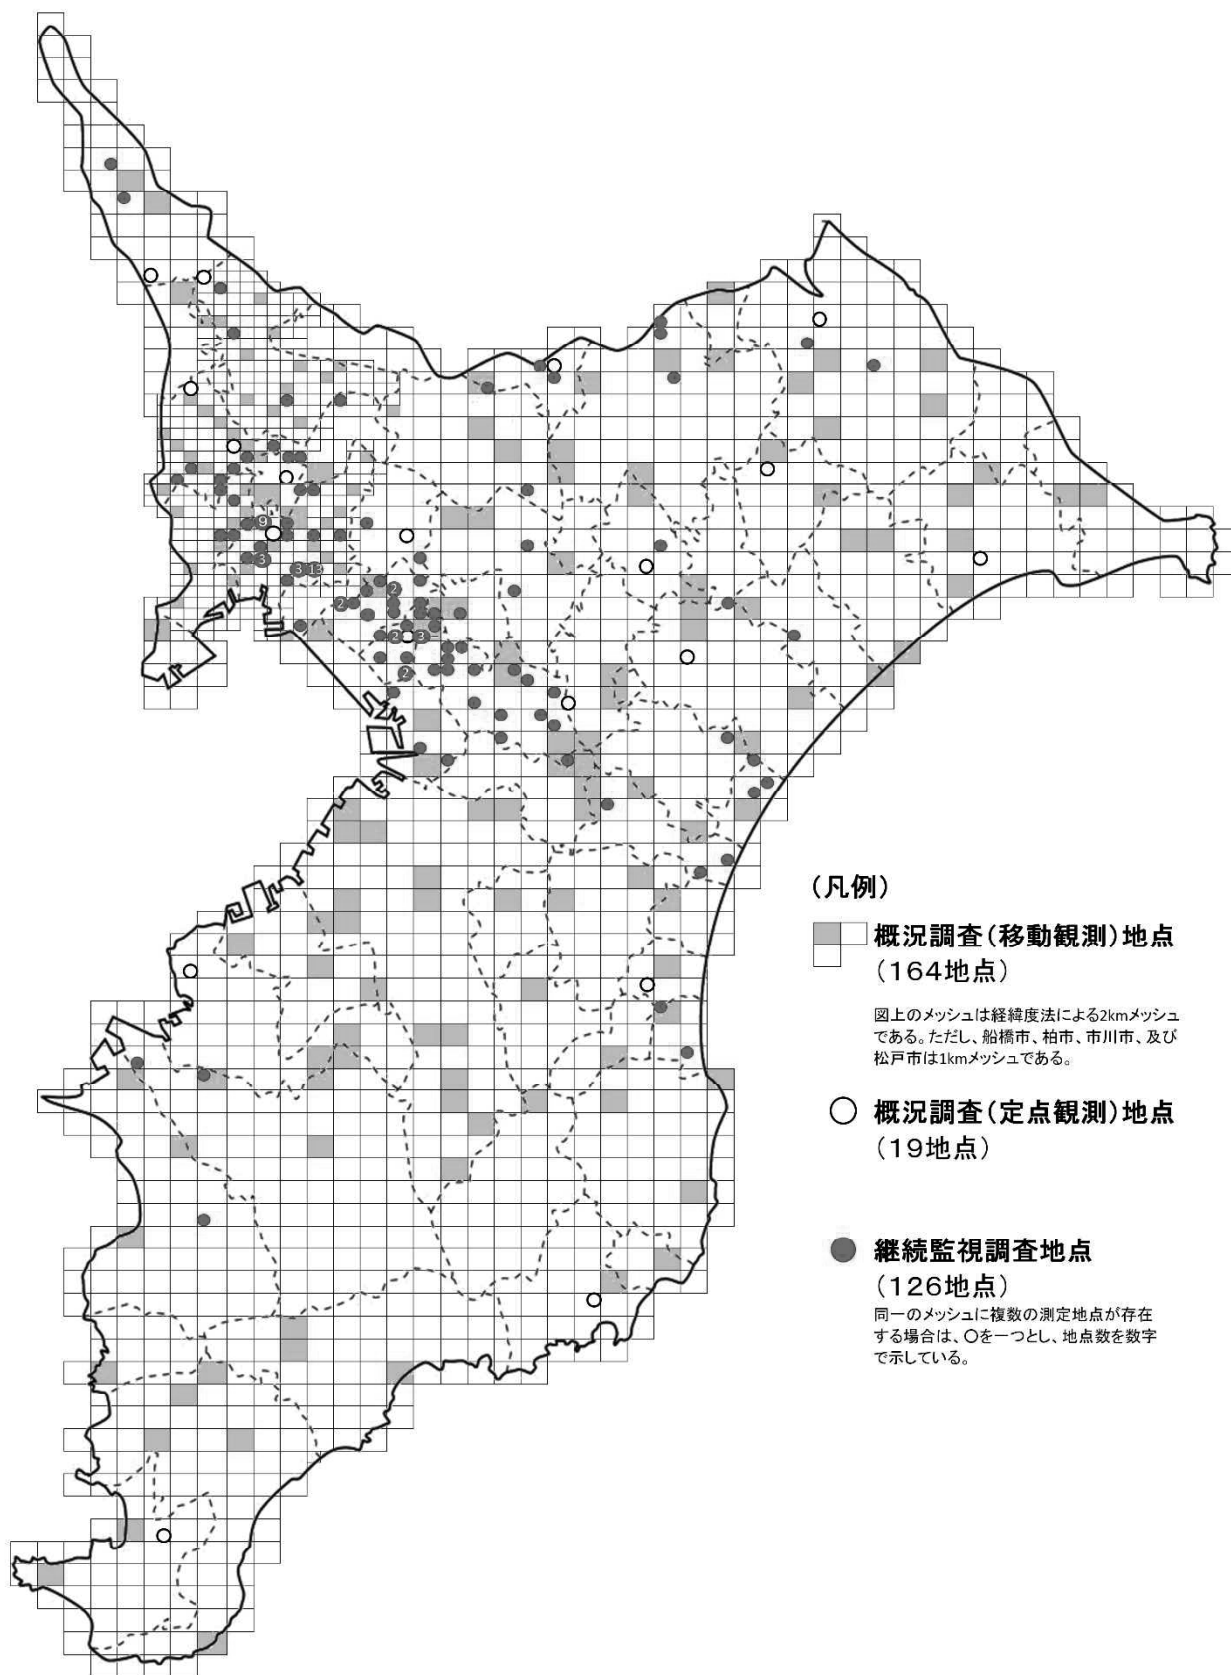 9
3
3 13
2
2
2 3
2
(凡例)
概況調査(移動観測)地点
(164地点)
図上のメッシュは経緯度法による2kmメッシュ
である。ただし、船橋市、柏市、市川市、及び
松戸市は1kmメッシュである。
概況調査(定点観測)地点
(19地点)
継続監視調査地点
(126地点)
同一のメッシュに複数の測定地点が存在
する場合は、〇を一つとし、地点数を数字
で示している。